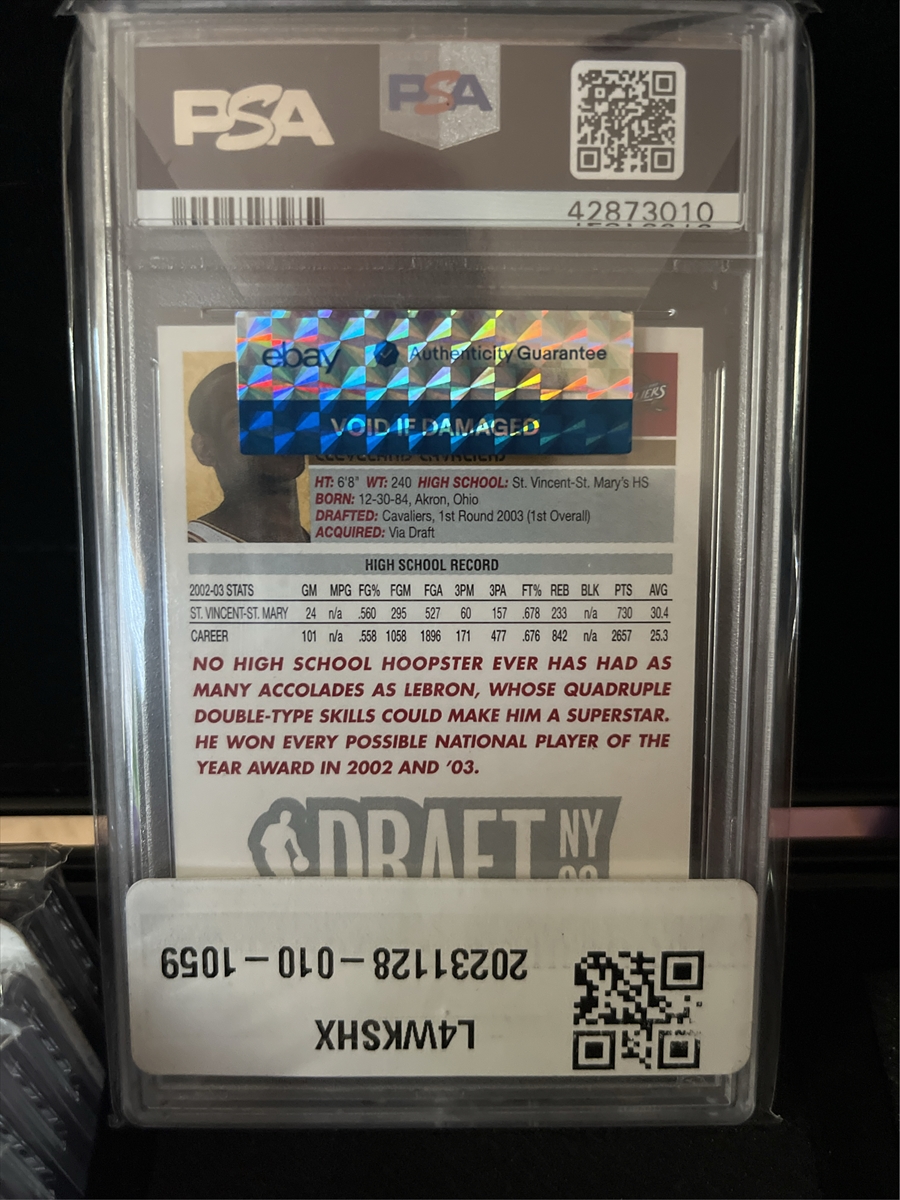 PSA
PSA
42873010
ebay Authenticity Guarantee
VOID IF DAMAGED
IERS
CLEVELAND CAVALIERS
HT: 6'8" WT: 240 HIGH SCHOOL: St. Vincent-St. Mary's HS
BORN: 12-30-84, Akron, Ohio
DRAFTED: Cavaliers, 1st Round 2003 (1st Overall)
ACQUIRED: Via Draft
HIGH SCHOOL RECORD
2002-03 STATS GM MPG FG% FGM FGA 3PM 3PA FT% REB BLK PTS AVG
ST. VINCENT-ST. MARY 24 n/a .560 295 527 60 157 .678 233 n/a 730 30.4
CAREER 101 n/a .558 1058 1896 171 477 .676 842 n/a 2657 25.3
NO HIGH SCHOOL HOOPSTER EVER HAS HAD AS
MANY ACCOLADES AS LEBRON, WHOSE QUADRUPLE
DOUBLE-TYPE SKILLS COULD MAKE HIM A SUPERSTAR.
HE WON EVERY POSSIBLE NATIONAL PLAYER OF THE
YEAR AWARD IN 2002 AND '03.
DRAFT NY
L4WKSHX
20231128-010-1059